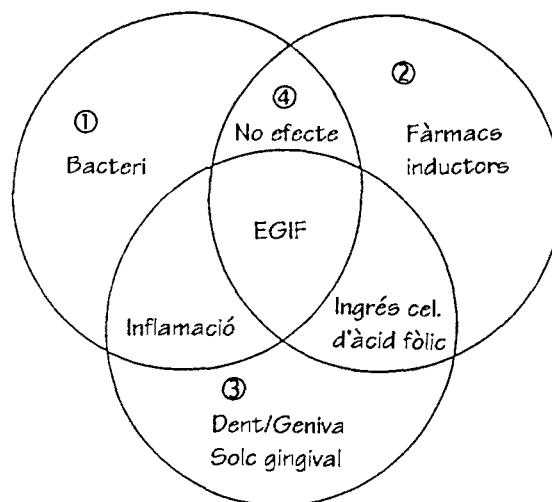 ①
Bacteri
④
No efecte
②
Fàrmacs
inductors
EGIF
Inflamació
Ingrés cel.
d'àcid fòlic
③
Dent/Geniva
Solc gingival